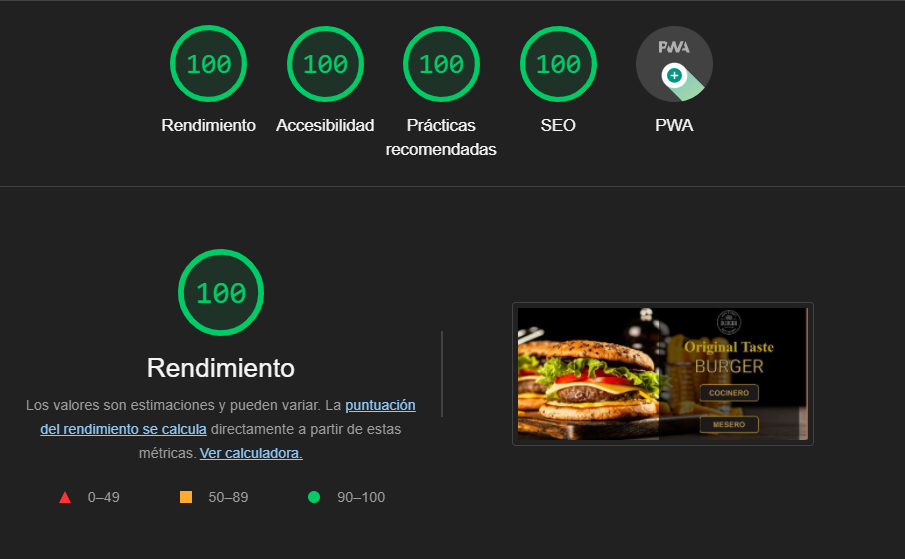 100
100
100
100
PWA
Rendimiento
Accesibilidad
Prácticas
recomendadas
SEO
PWA
100
Rendimiento
Los valores son estimaciones y pueden variar. La puntuación
del rendimiento se calcula directamente a partir de estas
métricas. Ver calculadora.
0–49
50–89
90–100
BURGER
Original Taste
BURGER
COCINERO
MESERO